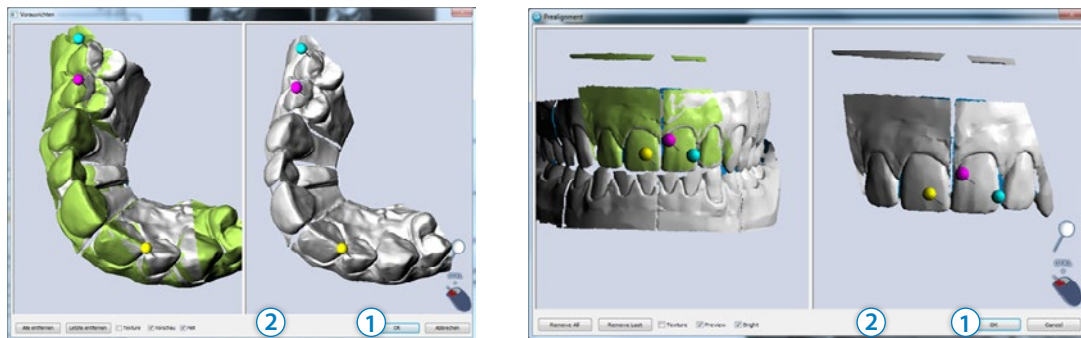 Vorausrichten
Alle entfernen
Letzte entfernen
Texture
Vorschau
Hell
2
1
OK
Abbrechen
Prealignment
Remove All
Remove Last
Texture
Preview
Bright
2
1
OK
Cancel